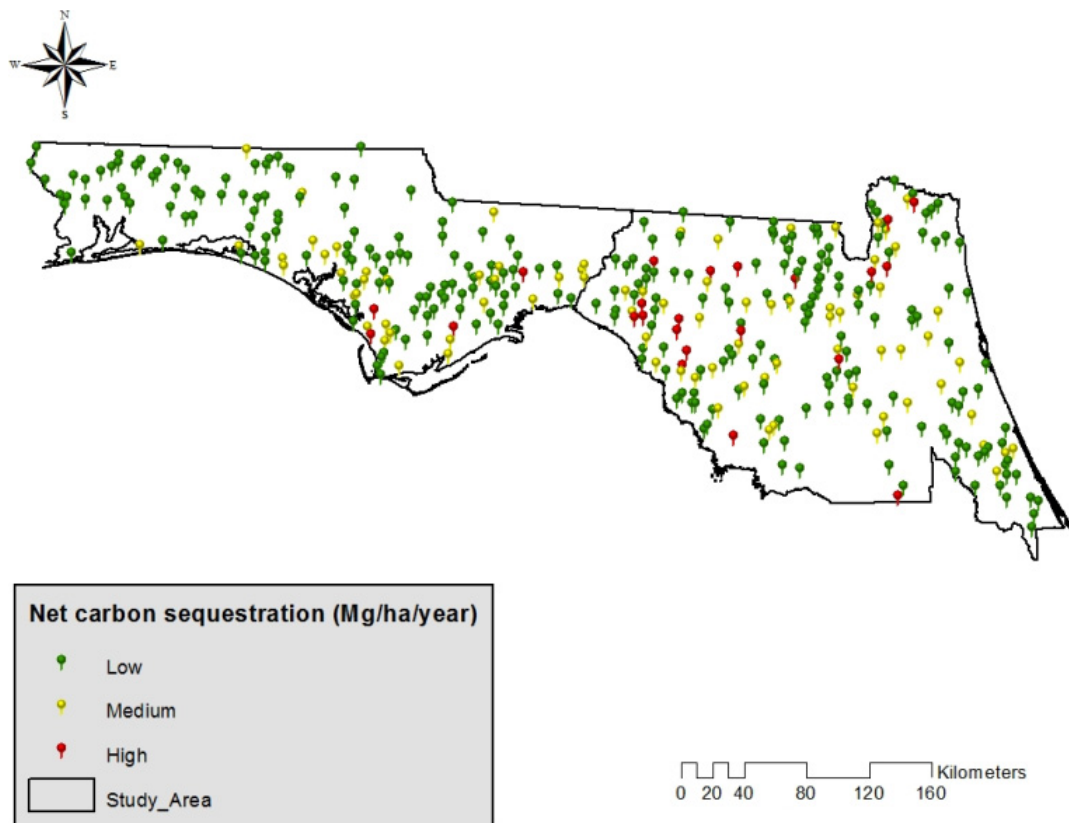 N
W E
S
Net carbon sequestration (Mg/ha/year)
Low
Medium
High
Study_Area
Kilometers
0 20 40 80 120 160